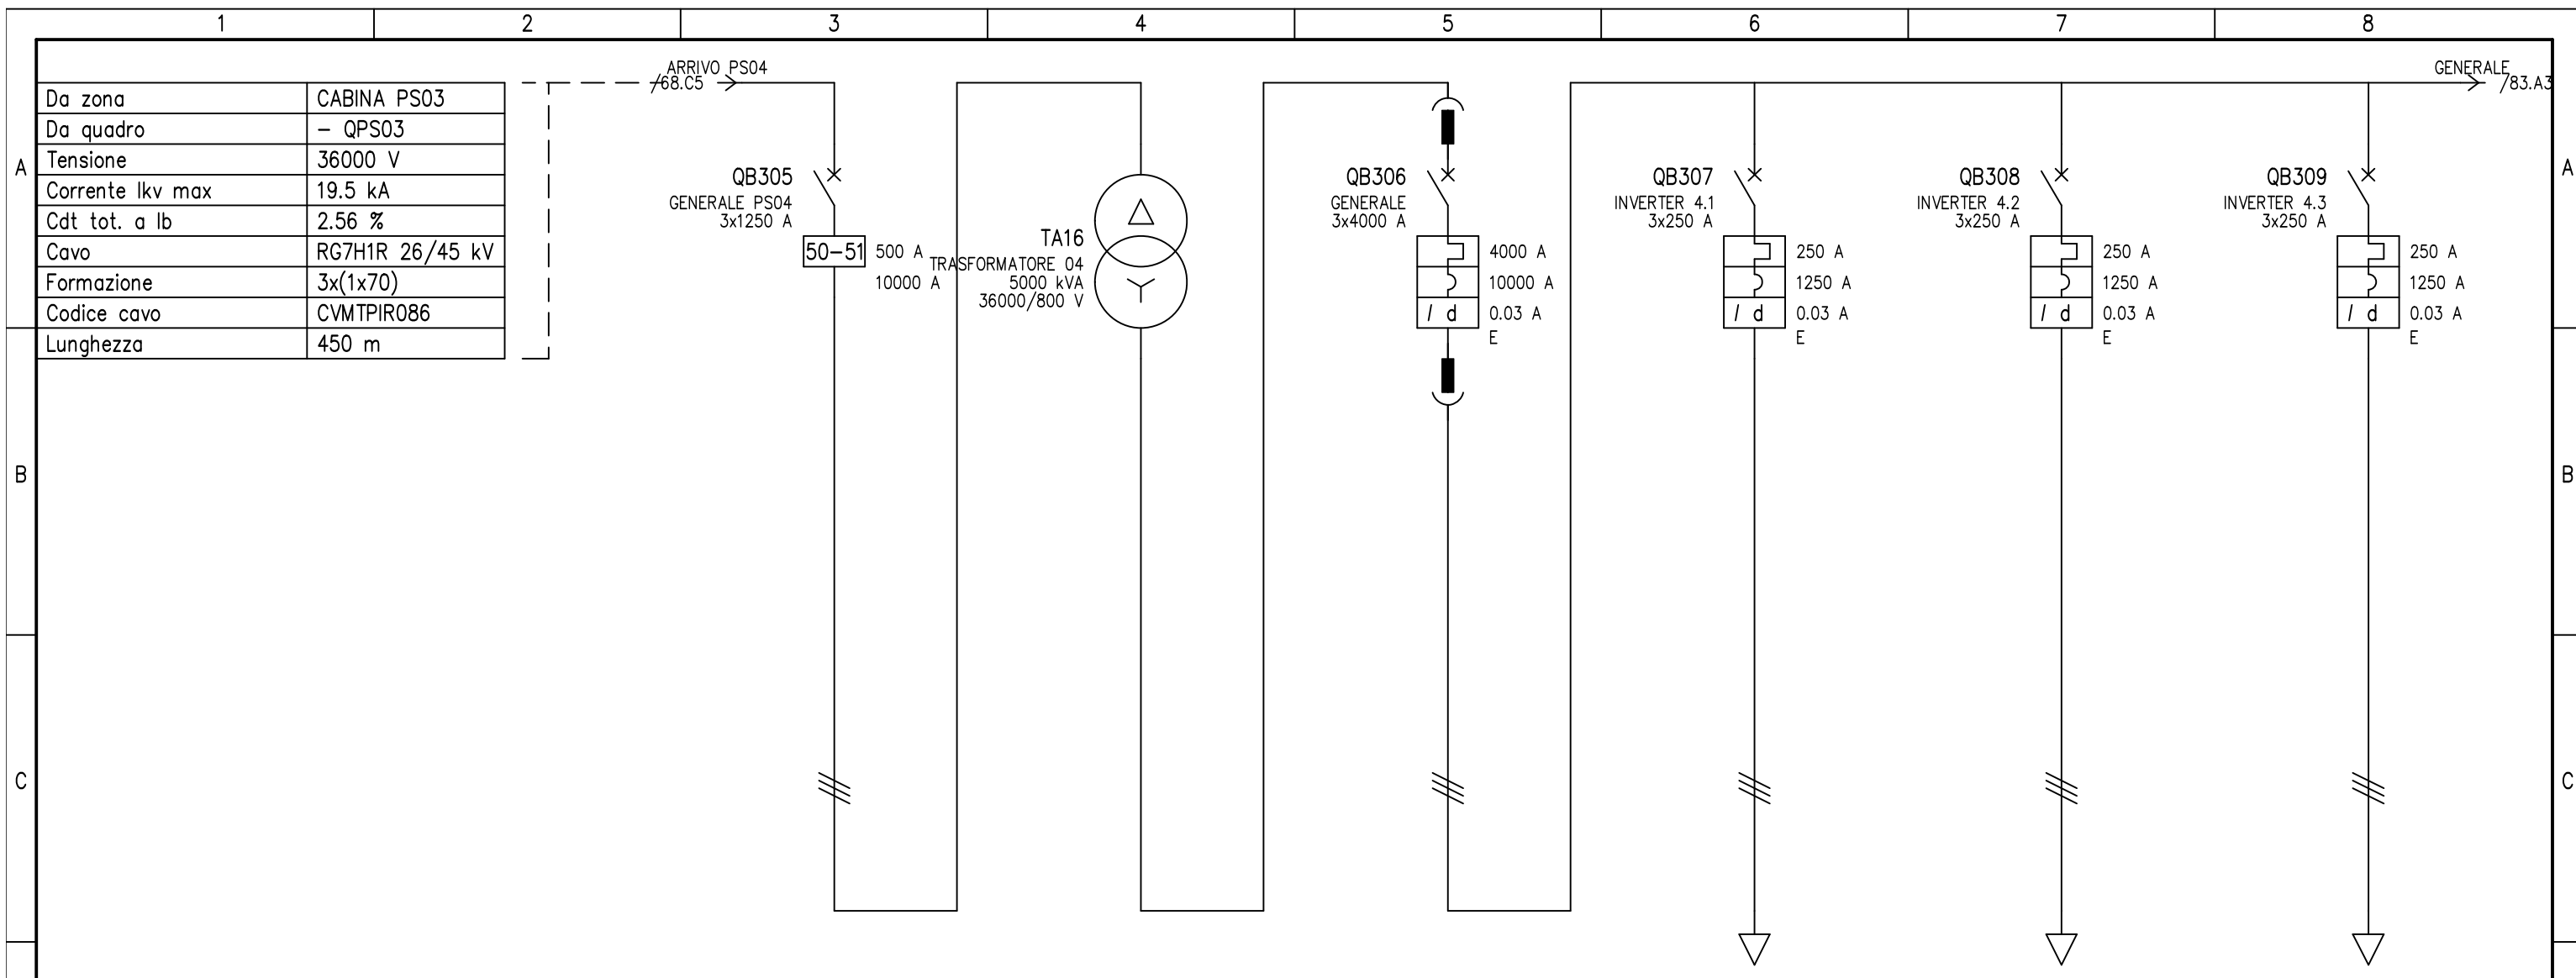 1 2 3 4 5 6 7 8
ARRIVO PS04
/68.C5
GENERALE
/83.A3
Da zona CABINA PS03
Da quadro - QPS03
Tensione 36000 V
Corrente Ikv max 19.5 kA
Cdt tot. a Ib 2.56 %
Cavo RG7H1R 26/45 kV
Formazione 3x(1x70)
Codice cavo CVMTPIR086
Lunghezza 450 m
A
QB305
GENERALE PS04
3x1250 A
50-51 500 A
10000 A
TA16
TRASFORMATORE 04
5000 kVA
36000/800 V
QB306
GENERALE
3x4000 A
4000 A
10000 A
I d 0.03 A
E
QB307
INVERTER 4.1
3x250 A
250 A
1250 A
I d 0.03 A
E
QB308
INVERTER 4.2
3x250 A
250 A
1250 A
I d 0.03 A
E
QB309
INVERTER 4.3
3x250 A
250 A
1250 A
I d 0.03 A
E
A
B
B
C
C